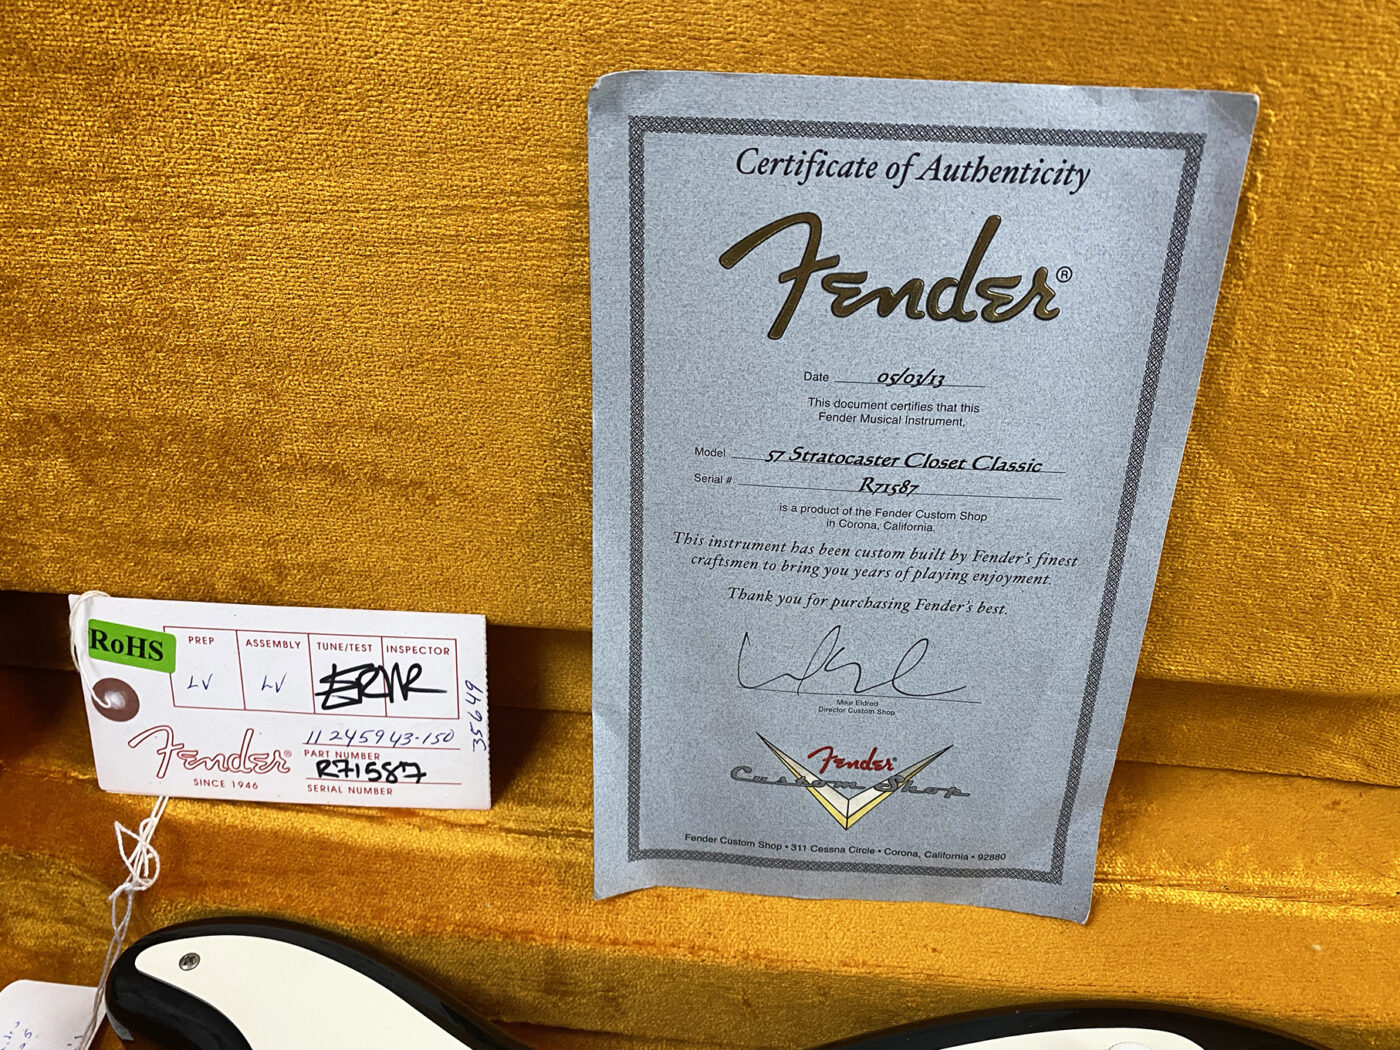 Certificate of Authenticity
Fender®
Date 05/03/13
This document certifies that this
Fender Musical Instrument,
Model 57 Stratocaster Closet Classic
Serial # R71587
is a product of the Fender Custom Shop
in Corona, California.
This instrument has been custom built by Fender's finest
craftsmen to bring you years of playing enjoyment.
Thank you for purchasing Fender's best.
Mike Eldred
Director Custom Shop
Fender
Custom Shop
Fender Custom Shop • 311 Cessna Circle • Corona, California • 92880
RoHS
PREP ASSEMBLY TUNE/TEST INSPECTOR
LV LV
35649
Fender®
SINCE 1946
11245943-150
PART NUMBER
R71587
SERIAL NUMBER